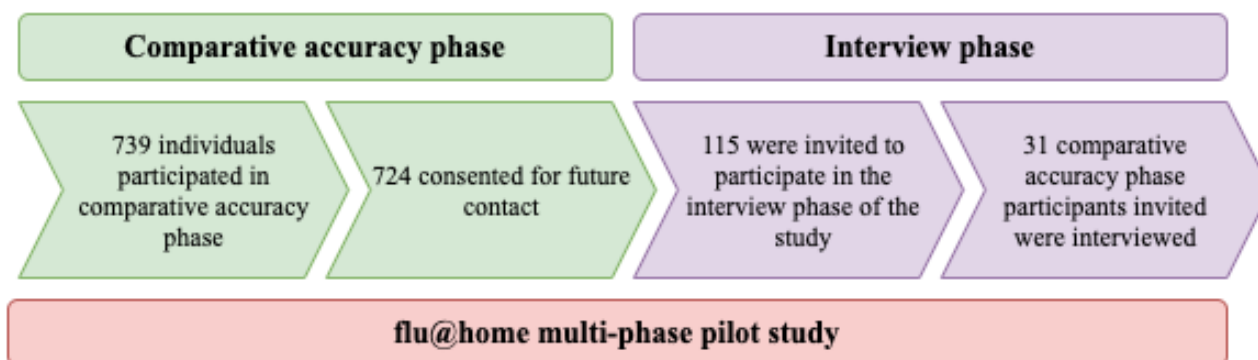 Comparative accuracy phase
Interview phase
739 individuals
participated in
comparative accuracy
phase
724 consented for future
contact
115 were invited to
participate in the
interview phase of the
study
31 comparative
accuracy phase
participants invited
were interviewed
flu@home multi-phase pilot study